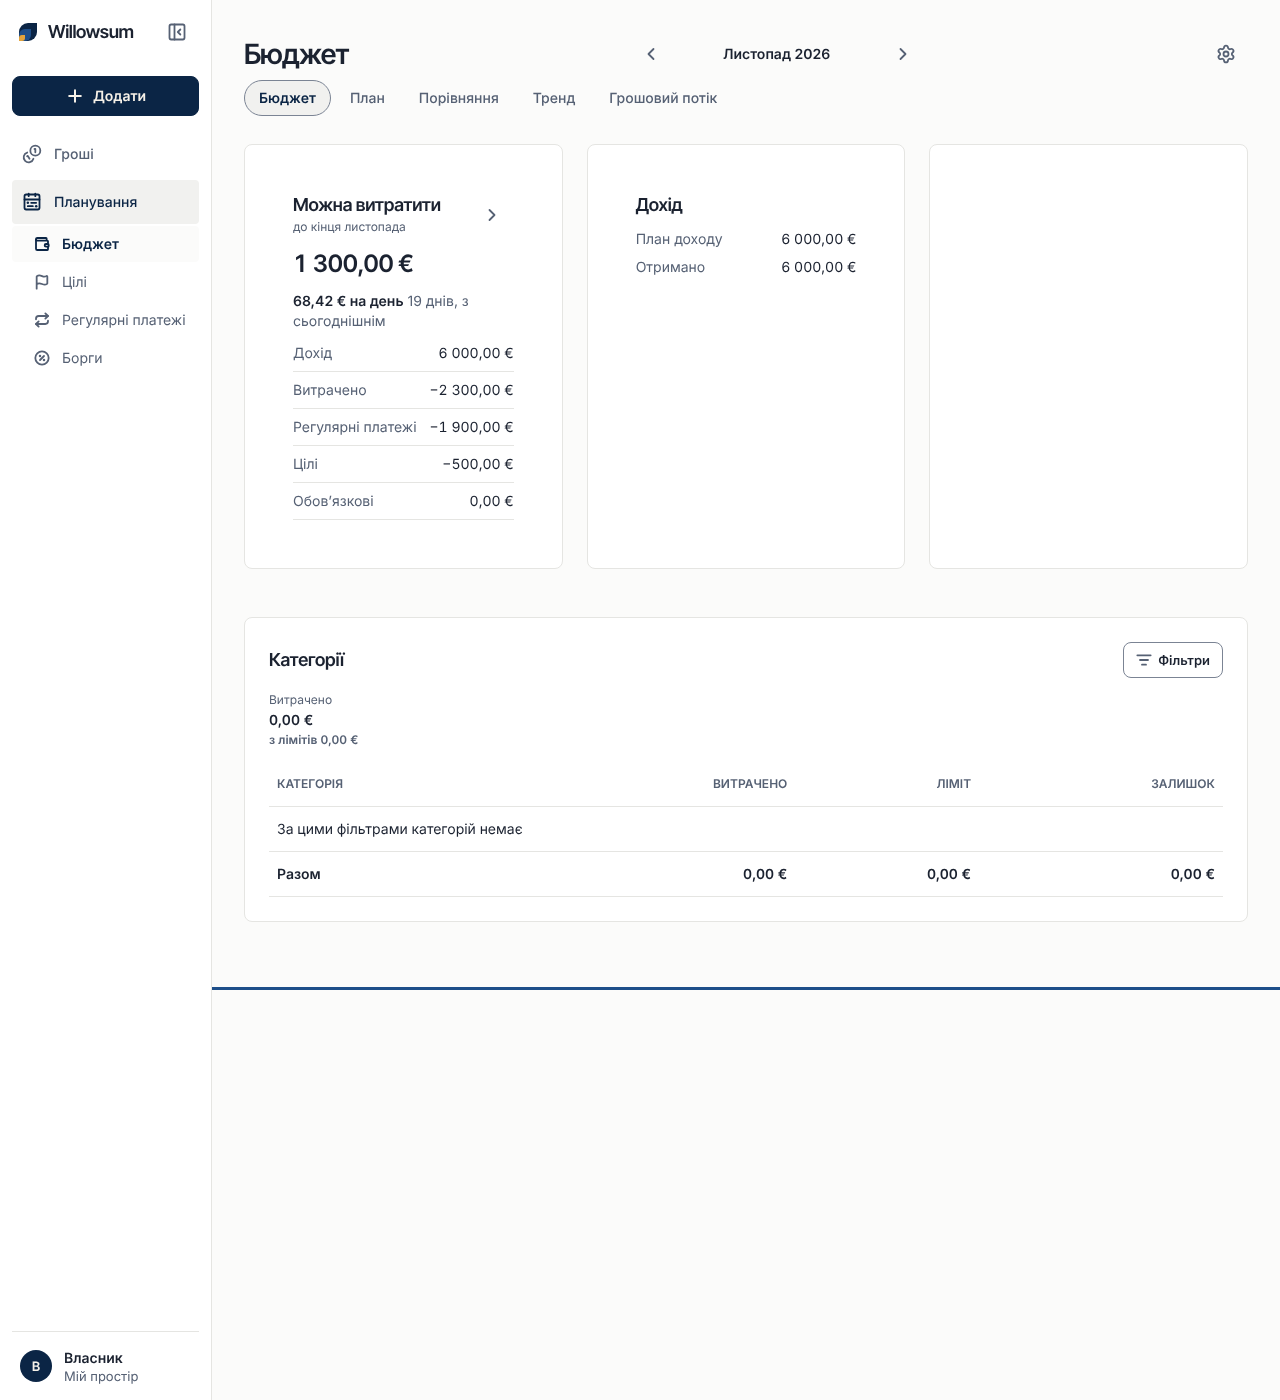 Willowsum
Додати
Гроші
Планування
Бюджет
Цілі
Регулярні платежі
Борги
Власник
В
Мій простір
Бюджет
Листопад 2026
Бюджет
План
Порівняння
Тренд
Грошовий потік
Можна витратити
до кінця листопада
1 300,00 €
68,42 € на день 19 днів, з
сьогоднішнім
Дохід 6 000,00 €
Витрачено −2 300,00 €
Регулярні платежі −1 900,00 €
Цілі −500,00 €
Обов’язкові 0,00 €
Дохід
План доходу 6 000,00 €
Отримано 6 000,00 €
Категорії
Фільтри
Витрачено
0,00 €
з лімітів 0,00 €
КАТЕГОРІЯ ВИТРАЧЕНО ЛІМІТ ЗАЛИШОК
За цими фільтрами категорій немає
Разом 0,00 € 0,00 € 0,00 €